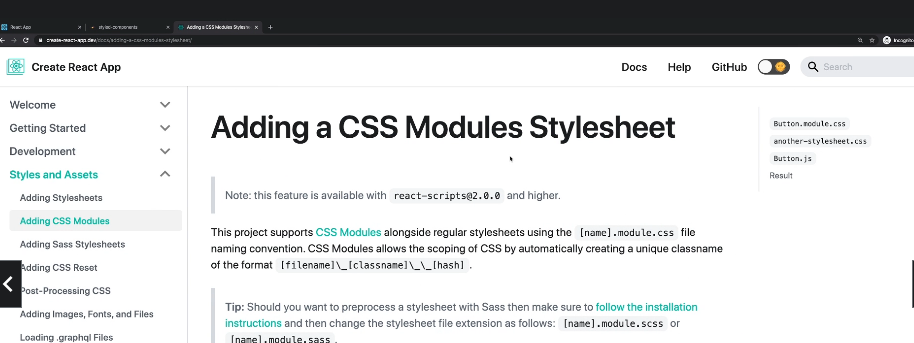 React App
styled-components
Adding a CSS Modules Stylesh
create-react-app.dev/docs/adding-a-css-modules-stylesheet/
Incognito
Create React App
Docs
Help
GitHub
Search
Welcome
Getting Started
Development
Styles and Assets
Adding Stylesheets
Adding CSS Modules
Adding Sass Stylesheets
Adding CSS Reset
Post-Processing CSS
Adding Images, Fonts, and Files
Loading .graphql Files
Adding a CSS Modules Stylesheet
Note: this feature is available with react-scripts@2.0.0 and higher.
This project supports CSS Modules alongside regular stylesheets using the [name].module.css file
naming convention. CSS Modules allows the scoping of CSS by automatically creating a unique classname
of the format [filename]\_[classname]\_\_[hash] .
Tip: Should you want to preprocess a stylesheet with Sass then make sure to follow the installation
instructions and then change the stylesheet file extension as follows: [name].module.scss or
[name].module.sass .
Button.module.css
another-stylesheet.css
Button.js
Result